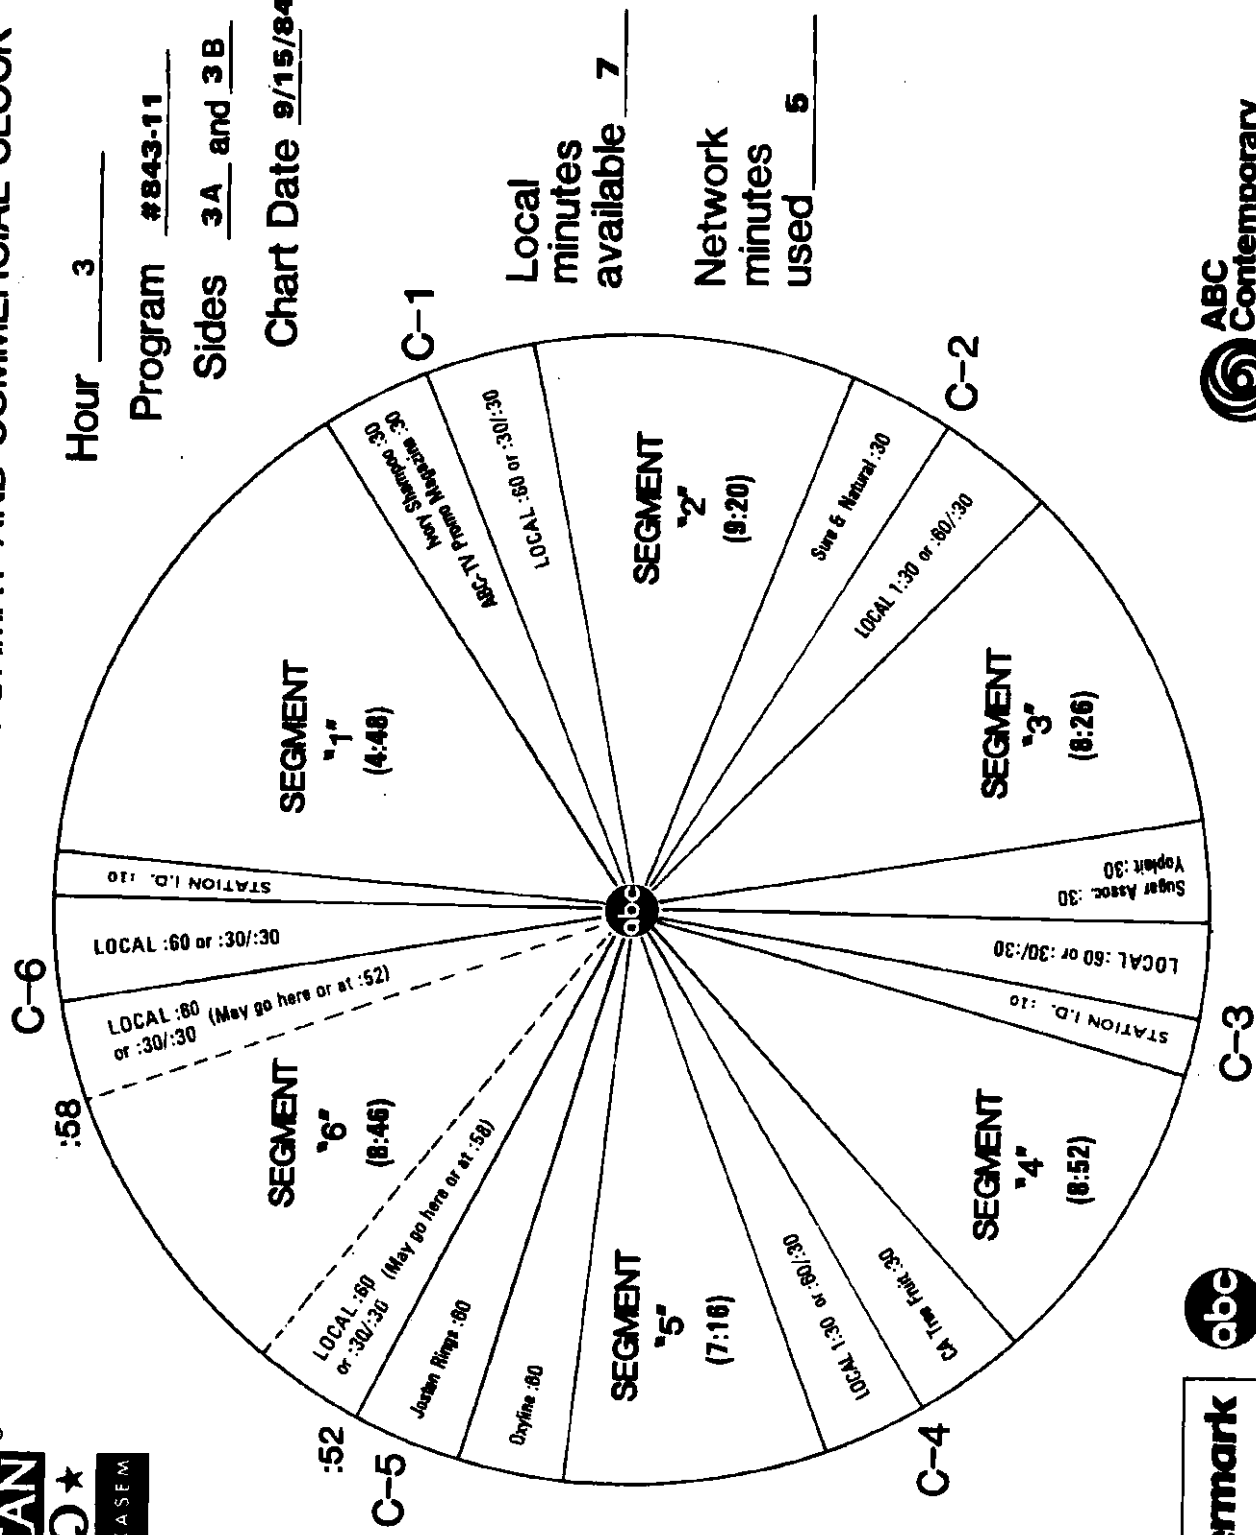 FORMAT AND COMMERCIAL CLOCK
Hour 3
Program #843-11
Sides 3A and 3B
Chart Date 9/15/84
Local
minutes
available 7
Network
minutes
used 5
SEGMENT
"1"
(4:48)
Ivory Shampoo :30
ABC-TV Promo Magazine :30
C-1
LOCAL :60 or :30/:30
SEGMENT
"2"
(9:20)
Sure & Natural :30
C-2
LOCAL 1:30 or :60/:30
SEGMENT
"3"
(8:26)
Yoplait :30
Sugar Assoc. :30
LOCAL :60 or :30/:30
C-3
STATION I.D. :10
SEGMENT
"4"
(8:52)
CA Tree Fruit :30
C-4
LOCAL 1:30 or :60/:30
SEGMENT
"5"
(7:16)
Oxyline :60
Josten Rings :60
C-5
:52
LOCAL :60
or :30/:30 (May go here or at :58)
SEGMENT
"6"
(8:46)
:58
LOCAL :60
or :30/:30 (May go here or at :52)
C-6
LOCAL :60 or :30/:30
STATION I.D. :10
abc
abc
ABC
Contemporary